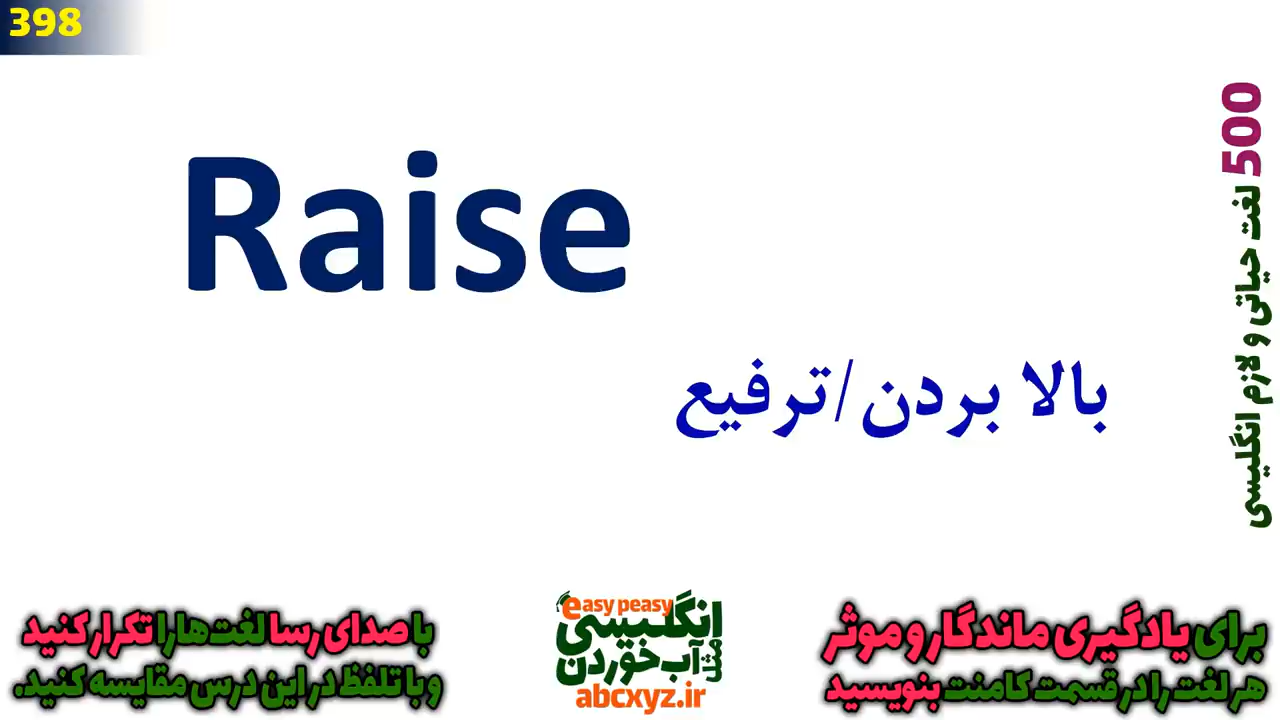 398
Raise
بالا بردن/ترفیع
500 لغت حیاتی و لازم انگلیسی
برای یادگیری ماندگار و موثر
هر لغت را در قسمت کامنت بنویسید
easy peasy
انگلیسی
مثل آب خوردن
abcxyz.ir
با صدای رسا لغت‌ها را تکرار کنید
و با تلفظ در این درس مقایسه کنید.